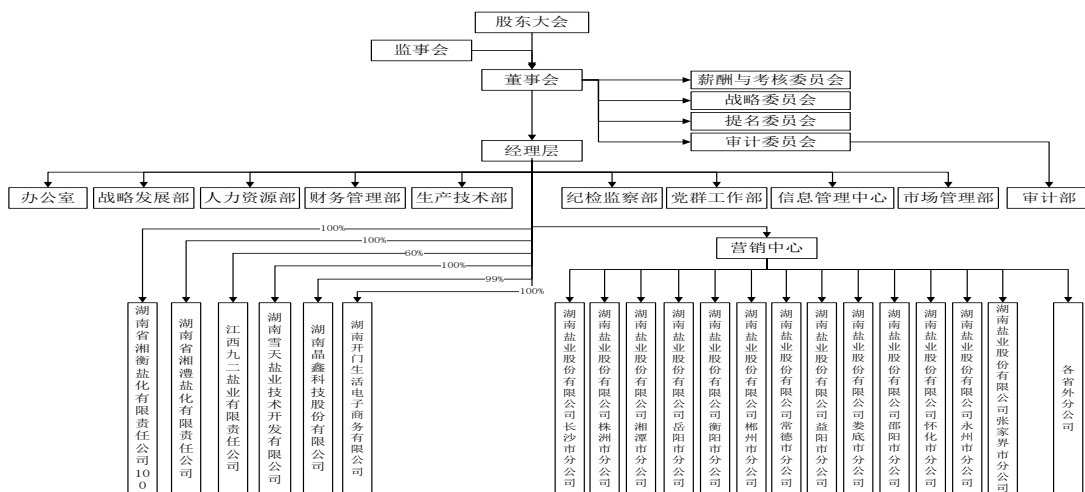 股东大会
监事会
董事会
薪酬与考核委员会
战略委员会
提名委员会
审计委员会
经理层
办公室
战略发展部
人力资源部
财务管理部
生产技术部
纪检监察部
党群工作部
信息管理中心
市场管理部
审计部
100%
100%
60%
100%
99%
100%
营销中心
湖南省湘衡盐化有限责任公司100
湖南省湘澧盐化有限责任公司
江西九二盐业有限责任公司
湖南雪天盐业技术开发有限公司
湖南晶鑫科技股份有限公司
湖南开门生活电子商务有限公司
湖南盐业股份有限公司长沙市分公司
湖南盐业股份有限公司株洲市分公司
湖南盐业股份有限公司湘潭市分公司
湖南盐业股份有限公司岳阳市分公司
湖南盐业股份有限公司衡阳市分公司
湖南盐业股份有限公司郴州市分公司
湖南盐业股份有限公司常德市分公司
湖南盐业股份有限公司益阳市分公司
湖南盐业股份有限公司娄底市分公司
湖南盐业股份有限公司邵阳市分公司
湖南盐业股份有限公司怀化市分公司
湖南盐业股份有限公司永州市分公司
湖南盐业股份有限公司张家界市分公司
各省外分公司